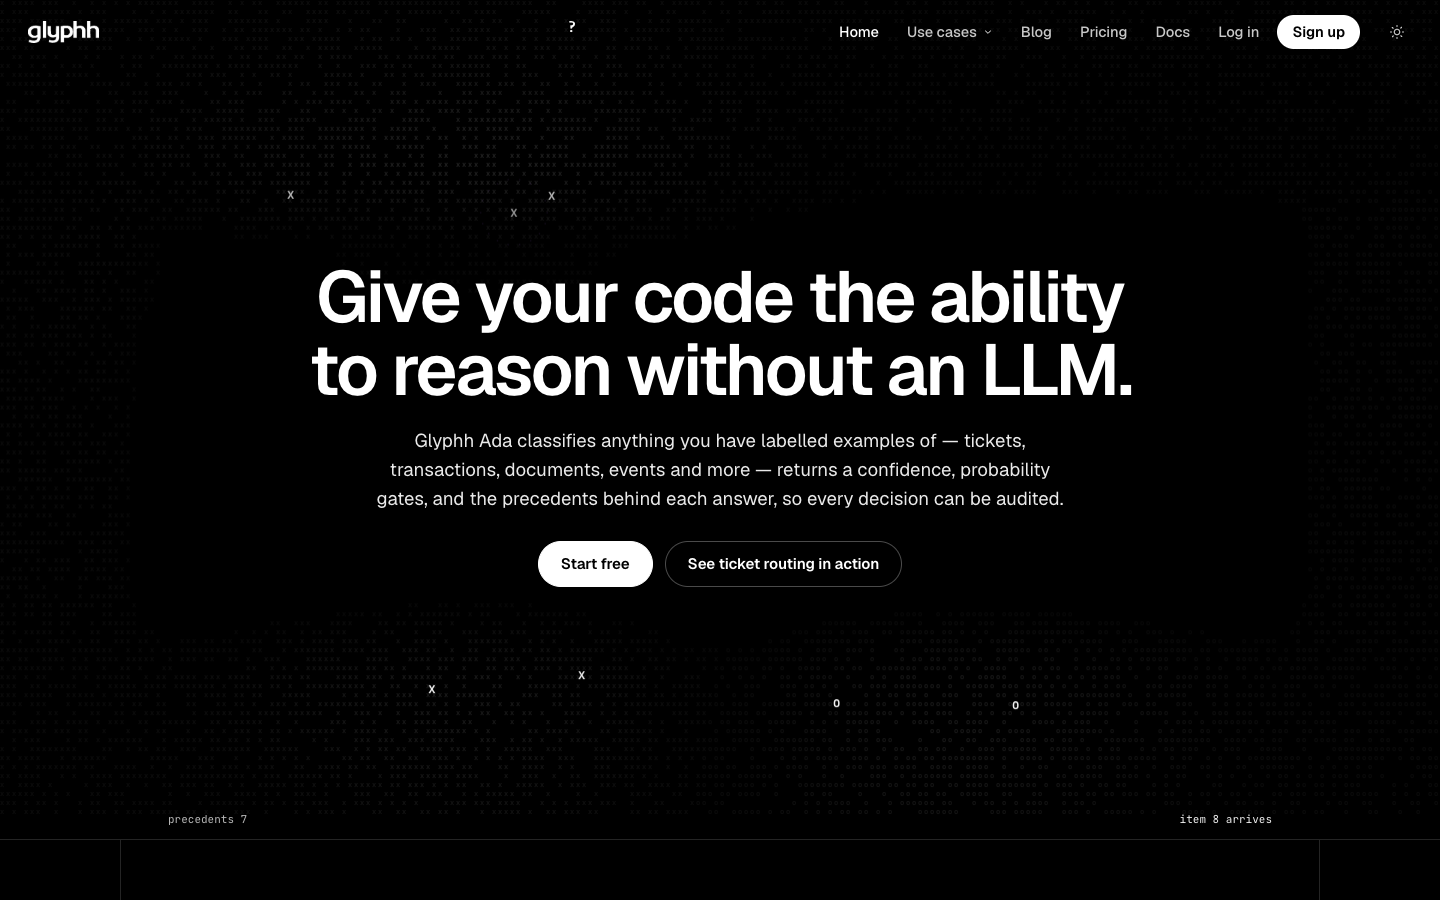 glyphh
?
Home
Use cases
Blog
Pricing
Docs
Log in
Sign up
X
X
X
Give your code the ability
to reason without an LLM.
Glyphh Ada classifies anything you have labelled examples of — tickets,
transactions, documents, events and more — returns a confidence, probability
gates, and the precedents behind each answer, so every decision can be audited.
Start free
See ticket routing in action
X
X
O
O
precedents 7
item 8 arrives